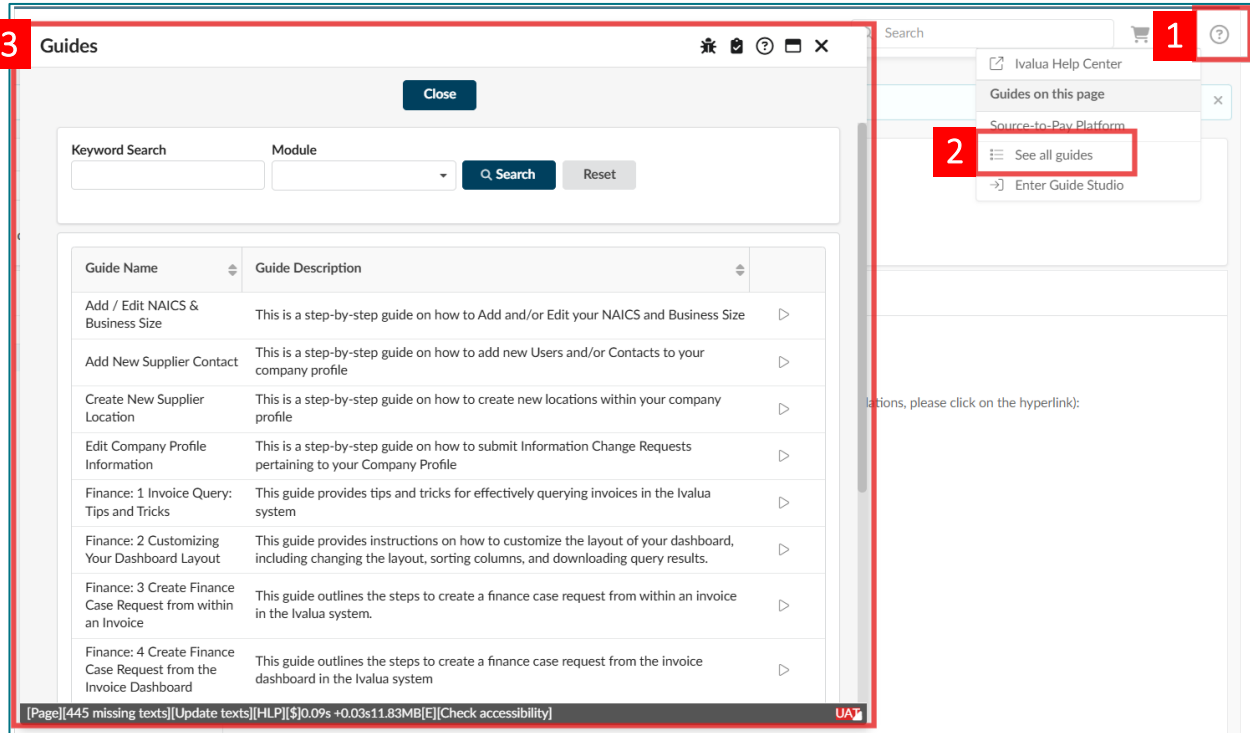 3
Guides
Search
1
Ivalua Help Center
Guides on this page
Source-to-Pay Platform
2
See all guides
Enter Guide Studio
Close
Keyword Search
Module
Search
Reset
Guide Name
Guide Description
Add / Edit NAICS &
Business Size
This is a step-by-step guide on how to Add and/or Edit your NAICS and Business Size
Add New Supplier Contact
This is a step-by-step guide on how to add new Users and/or Contacts to your
company profile
Create New Supplier
Location
This is a step-by-step guide on how to create new locations within your company
profile
lations, please click on the hyperlink):
Edit Company Profile
Information
This is a step-by-step guide on how to submit Information Change Requests
pertaining to your Company Profile
Finance: 1 Invoice Query:
Tips and Tricks
This guide provides tips and tricks for effectively querying invoices in the Ivalua
system
Finance: 2 Customizing
Your Dashboard Layout
This guide provides instructions on how to customize the layout of your dashboard,
including changing the layout, sorting columns, and downloading query results.
Finance: 3 Create Finance
Case Request from within
an Invoice
This guide outlines the steps to create a finance case request from within an invoice
in the Ivalua system.
Finance: 4 Create Finance
Case Request from the
Invoice Dashboard
This guide outlines the steps to create a finance case request from the invoice
dashboard in the Ivalua system
[Page][445 missing texts][Update texts][HLP][$]0.09s +0.03s11.83MB[E][Check accessibility]
UAT